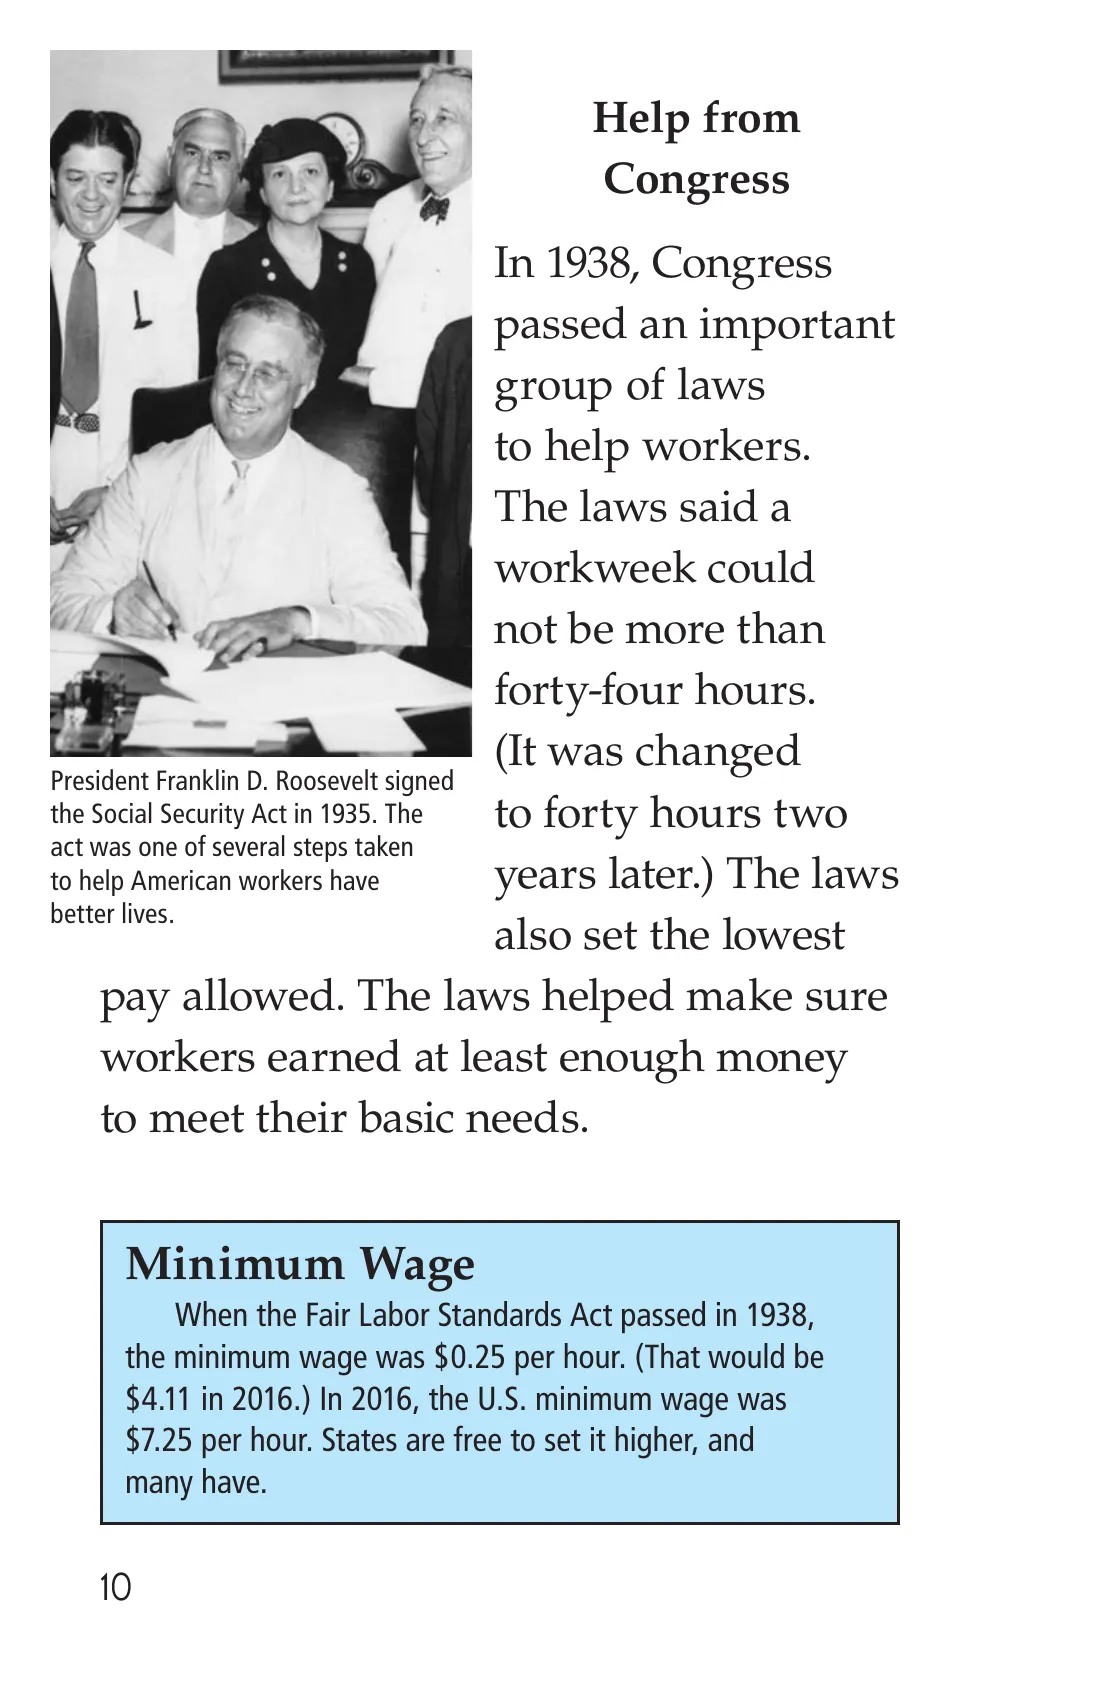 Help from
Congress
In 1938, Congress
passed an important
group of laws
to help workers.
The laws said a
workweek could
not be more than
forty-four hours.
(It was changed
to forty hours two
years later.) The laws
also set the lowest
pay allowed. The laws helped make sure
workers earned at least enough money
to meet their basic needs.
President Franklin D. Roosevelt signed
the Social Security Act in 1935. The
act was one of several steps taken
to help American workers have
better lives.
Minimum Wage
When the Fair Labor Standards Act passed in 1938,
the minimum wage was $0.25 per hour. (That would be
$4.11 in 2016.) In 2016, the U.S. minimum wage was
$7.25 per hour. States are free to set it higher, and
many have.
10